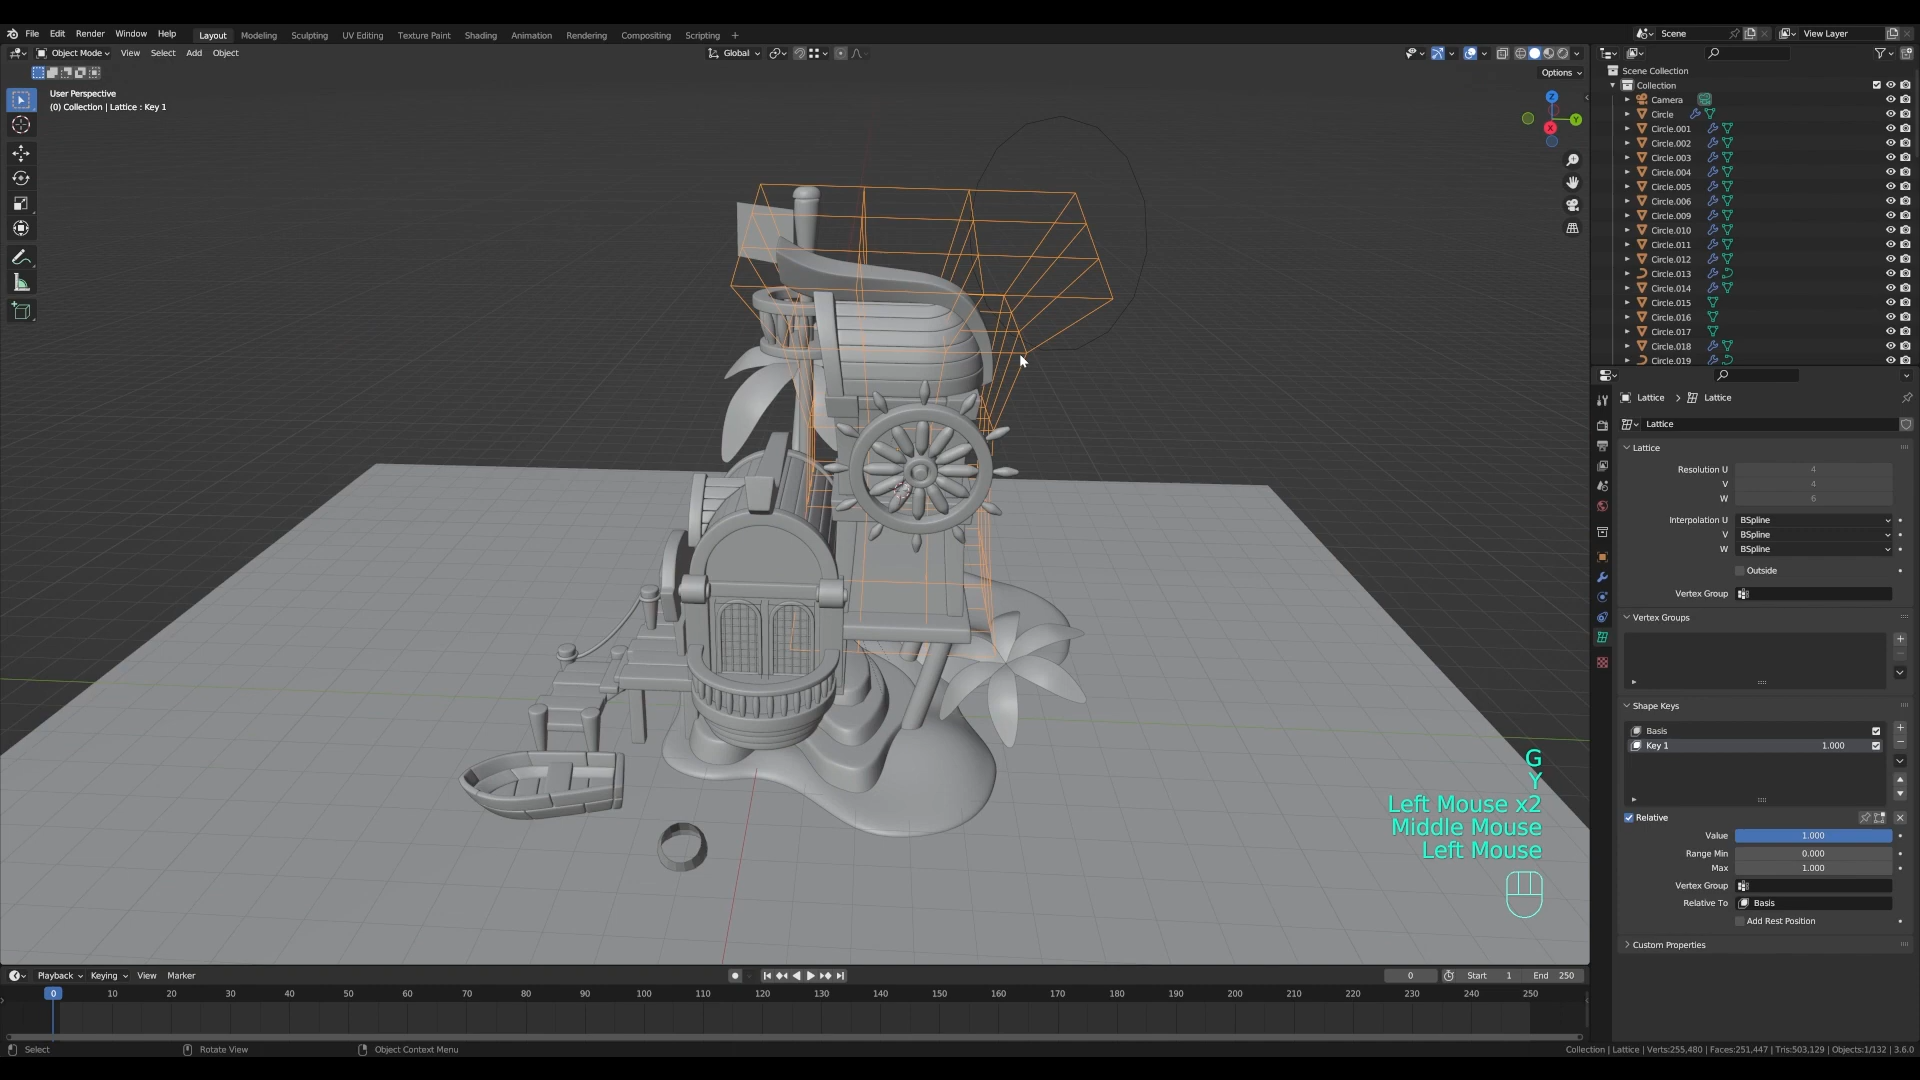 File Edit Render Window Help Layout Modeling Sculpting UV Editing Texture Paint Shading Animation Rendering Compositing Scripting + Scene View Layer
Object Mode View Select Add Object Global
Options
User Perspective
(0) Collection | Lattice : Key 1
Z
Y
X
Scene Collection
Collection
Camera
Circle
Circle.001
Circle.002
Circle.003
Circle.004
Circle.005
Circle.006
Circle.009
Circle.010
Circle.011
Circle.012
Circle.013
Circle.014
Circle.015
Circle.016
Circle.017
Circle.018
Circle.019
Lattice > Lattice
Lattice
Lattice
Resolution U 4
V 4
W 6
Interpolation U BSpline
V BSpline
W BSpline
Outside
Vertex Group
Vertex Groups
Shape Keys
Basis
Key 1 1.000
Relative
Value 1.000
Range Min 0.000
Max 1.000
Vertex Group
Relative To Basis
Add Rest Position
Custom Properties
G
Y
Left Mouse x2
Middle Mouse
Left Mouse
Playback Keying View Marker 0 Start 1 End 250
0 10 20 30 40 50 60 70 80 90 100 110 120 130 140 150 160 170 180 190 200 210 220 230 240 250
Select Rotate View Object Context Menu Collection | Lattice | Verts:255,480 | Faces:251,447 | Tris:503,129 | Objects:1/132 | 3.6.0